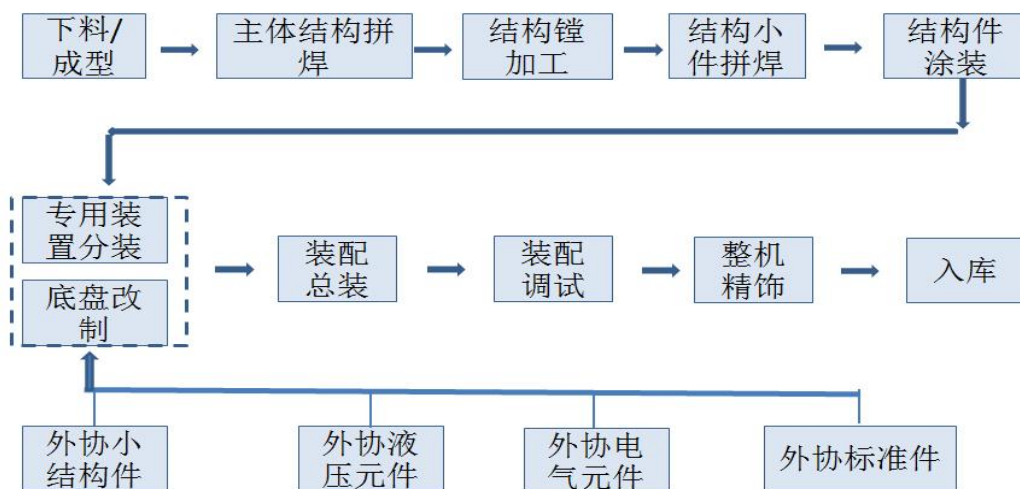 下料/
成型
主体结构拼
焊
结构镗
加工
结构小
件拼焊
结构件
涂装
专用装
置分装
底盘改
制
装配
总装
装配
调试
整机
精饰
入库
外协小
结构件
外协液
压元件
外协电
气元件
外协标准件